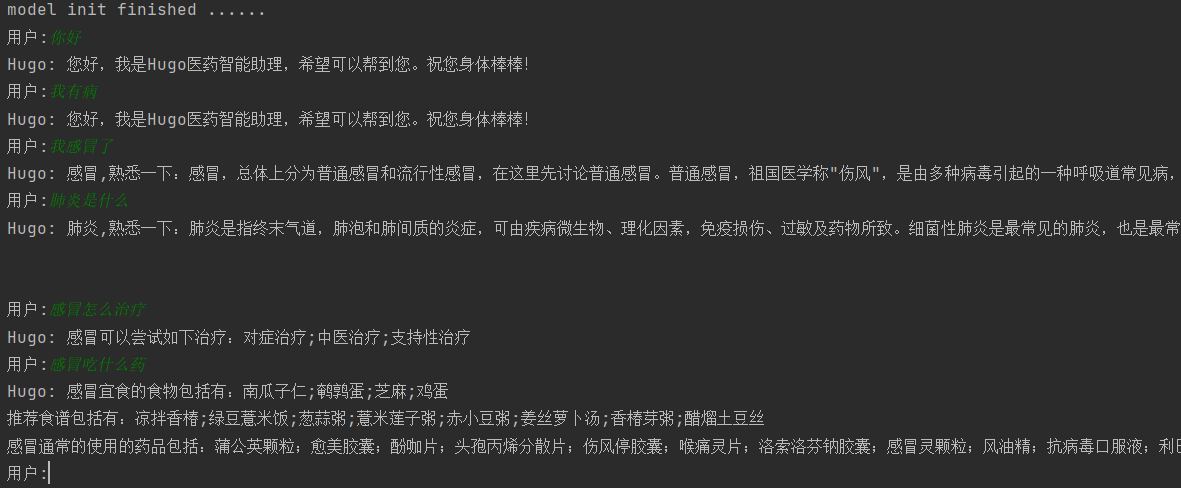 model init finished ......
用户:你好
Hugo: 您好，我是Hugo医药智能助理，希望可以帮到您。祝您身体棒棒！
用户:我有病
Hugo: 您好，我是Hugo医药智能助理，希望可以帮到您。祝您身体棒棒！
用户:我感冒了
Hugo: 感冒,熟悉一下：感冒，总体上分为普通感冒和流行性感冒，在这里先讨论普通感冒。普通感冒，祖国医学称"伤风"，是由多种病毒引起的一种呼吸道常见病，
用户:肺炎是什么
Hugo: 肺炎,熟悉一下：肺炎是指终末气道，肺泡和肺间质的炎症，可由疾病微生物、理化因素，免疫损伤、过敏及药物所致。细菌性肺炎是最常见的肺炎，也是最常
用户:感冒怎么治疗
Hugo: 感冒可以尝试如下治疗：对症治疗;中医治疗;支持性治疗
用户:感冒吃什么药
Hugo: 感冒宜食的食物包括有：南瓜子仁;鹌鹑蛋;芝麻;鸡蛋
推荐食谱包括有：凉拌香椿;绿豆薏米饭;葱蒜粥;薏米莲子粥;赤小豆粥;姜丝萝卜汤;香椿芽粥;醋熘土豆丝
感冒通常的使用的药品包括：蒲公英颗粒；愈美胶囊；酚咖片；头孢丙烯分散片；伤风停胶囊；喉痛灵片；洛索洛芬钠胶囊；感冒灵颗粒；风油精；抗病毒口服液；利巴
用户: